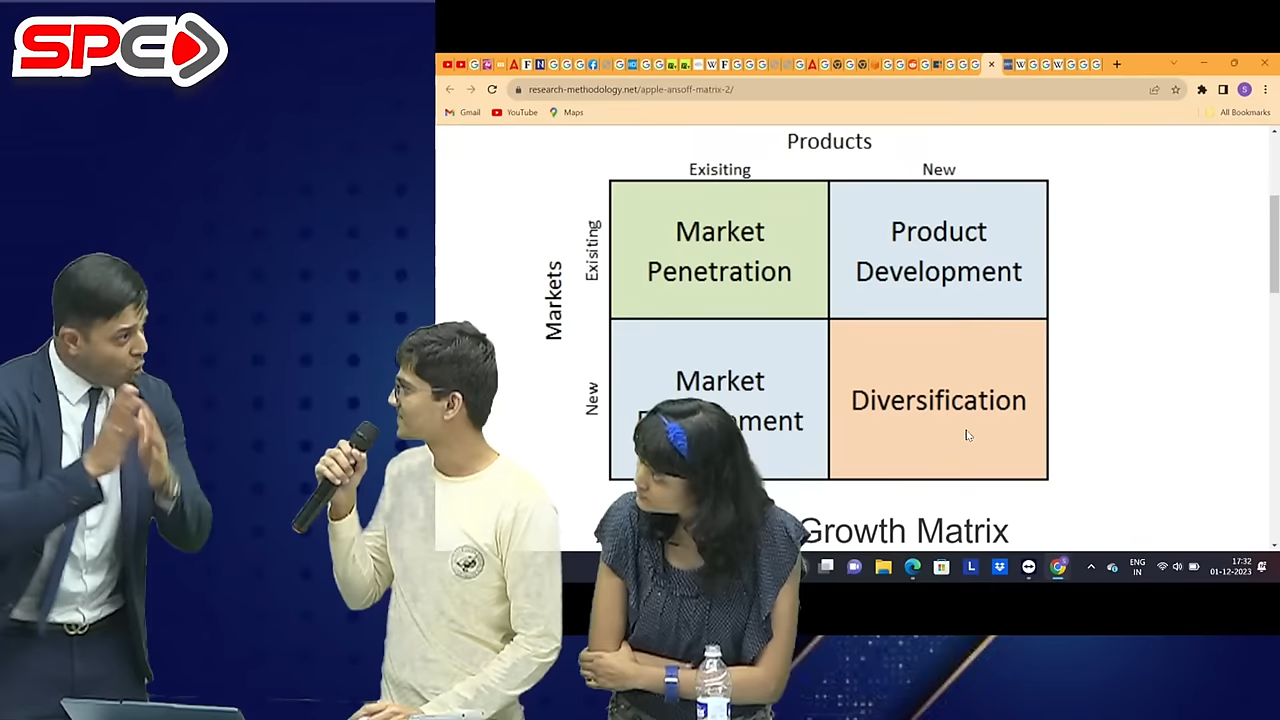 SPE
research-methodology.net/apple-ansoff-matrix-2/
Gmail
YouTube
Maps
All Bookmarks
Products
Exisiting
New
Markets
Exisiting
New
Market
Penetration
Product
Development
Market
Diversification
Growth Matrix
ENG
IN
17:32
01-12-2023